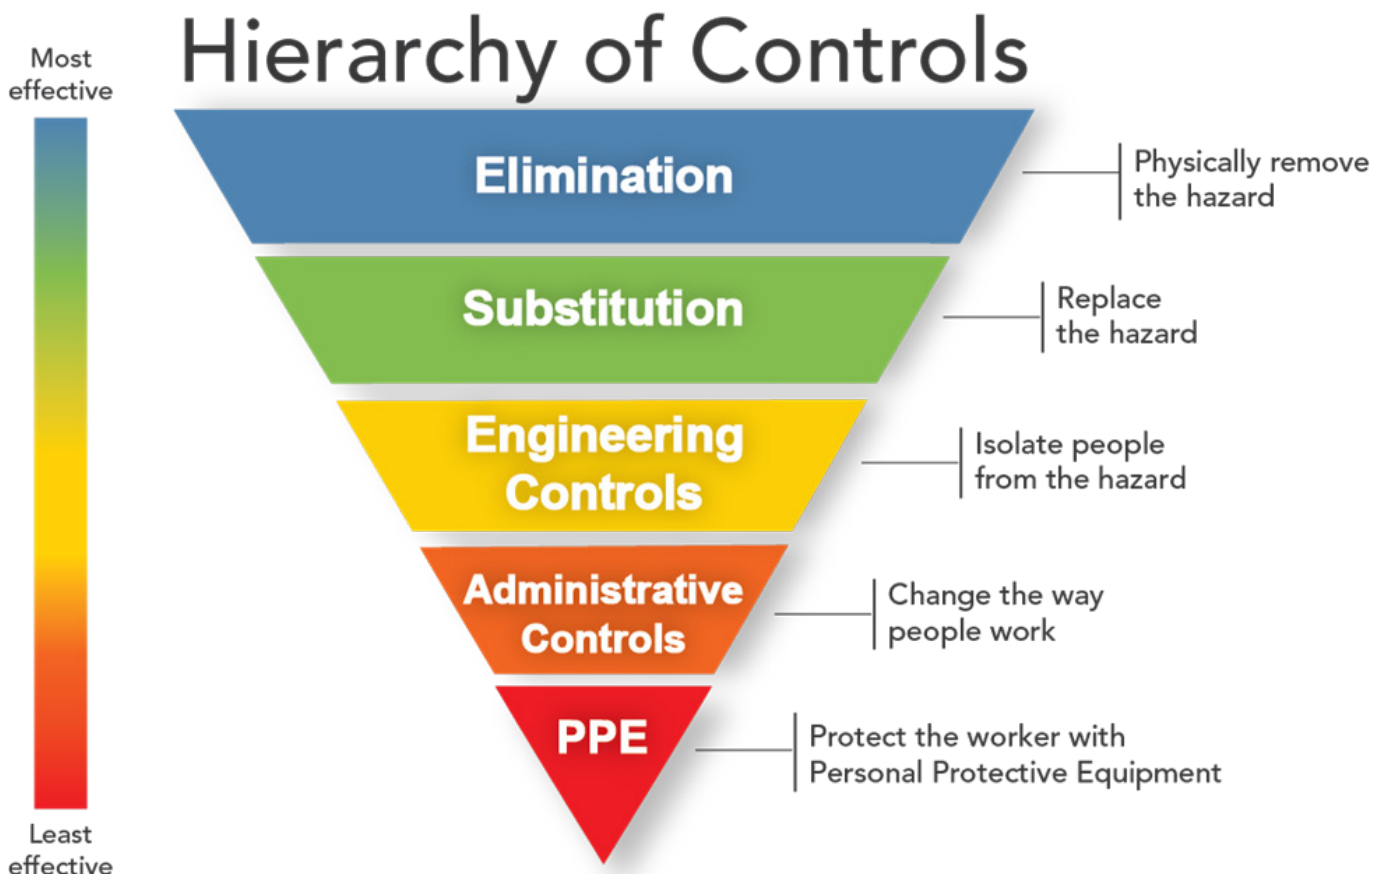 Hierarchy of Controls
Most
effective
Elimination
Physically remove
the hazard
Substitution
Replace
the hazard
Engineering
Controls
Isolate people
from the hazard
Administrative
Controls
Change the way
people work
PPE
Protect the worker with
Personal Protective Equipment
Least
effective